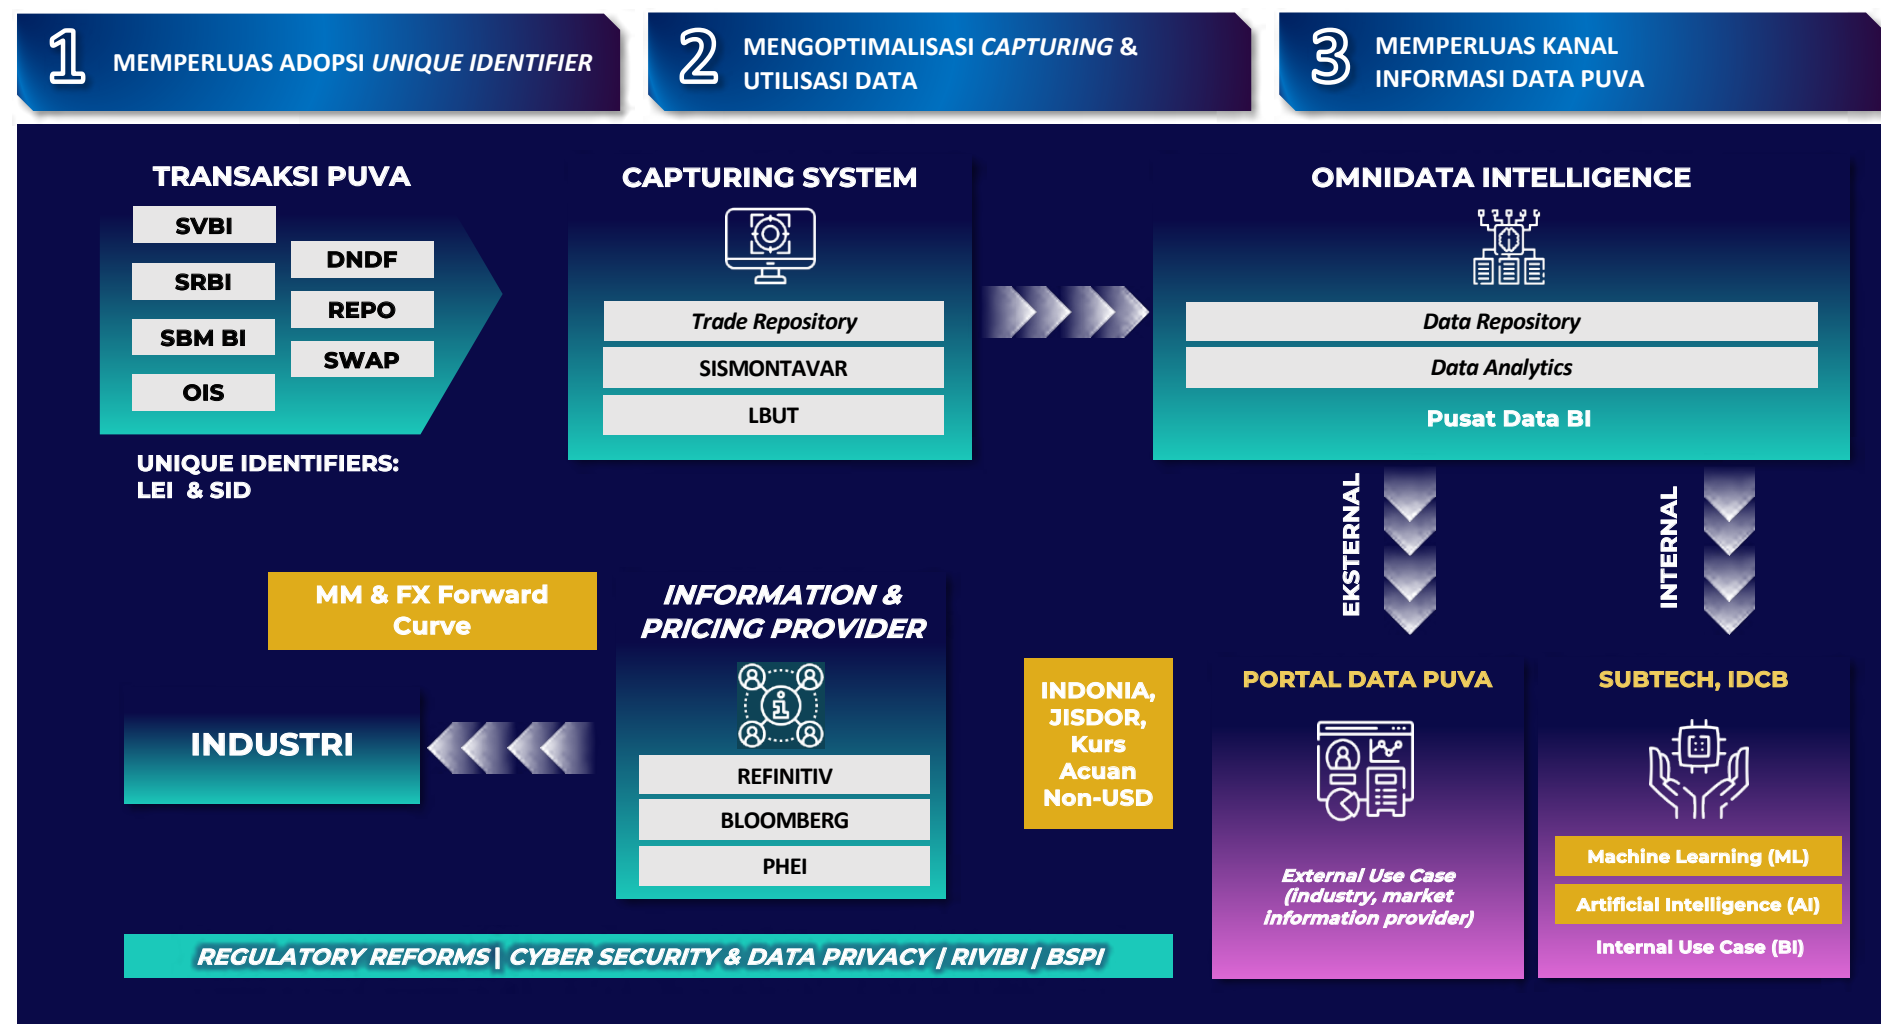 1
MEMPERLUAS ADOPSI UNIQUE IDENTIFIER
2
MENGOPTIMALISASI CAPTURING &
UTILISASI DATA
3
MEMPERLUAS KANAL
INFORMASI DATA PUVA
TRANSAKSI PUVA
SVBI
SRBI
SBM BI
OIS
DNDF
REPO
SWAP
UNIQUE IDENTIFIERS:
LEI & SID
CAPTURING SYSTEM
Trade Repository
SISMONTAVAR
LBUT
OMNIDATA INTELLIGENCE
Data Repository
Data Analytics
Pusat Data BI
EKSTERNAL
INTERNAL
MM & FX Forward
Curve
INDUSTRI
INFORMATION &
PRICING PROVIDER
REFINITIV
BLOOMBERG
PHEI
INDONIA,
JISDOR,
Kurs
Acuan
Non-USD
PORTAL DATA PUVA
External Use Case
(industry, market
information provider)
SUBTECH, IDCB
Machine Learning (ML)
Artificial Intelligence (AI)
Internal Use Case (BI)
REGULATORY REFORMS | CYBER SECURITY & DATA PRIVACY | RIVIBI | BSPI